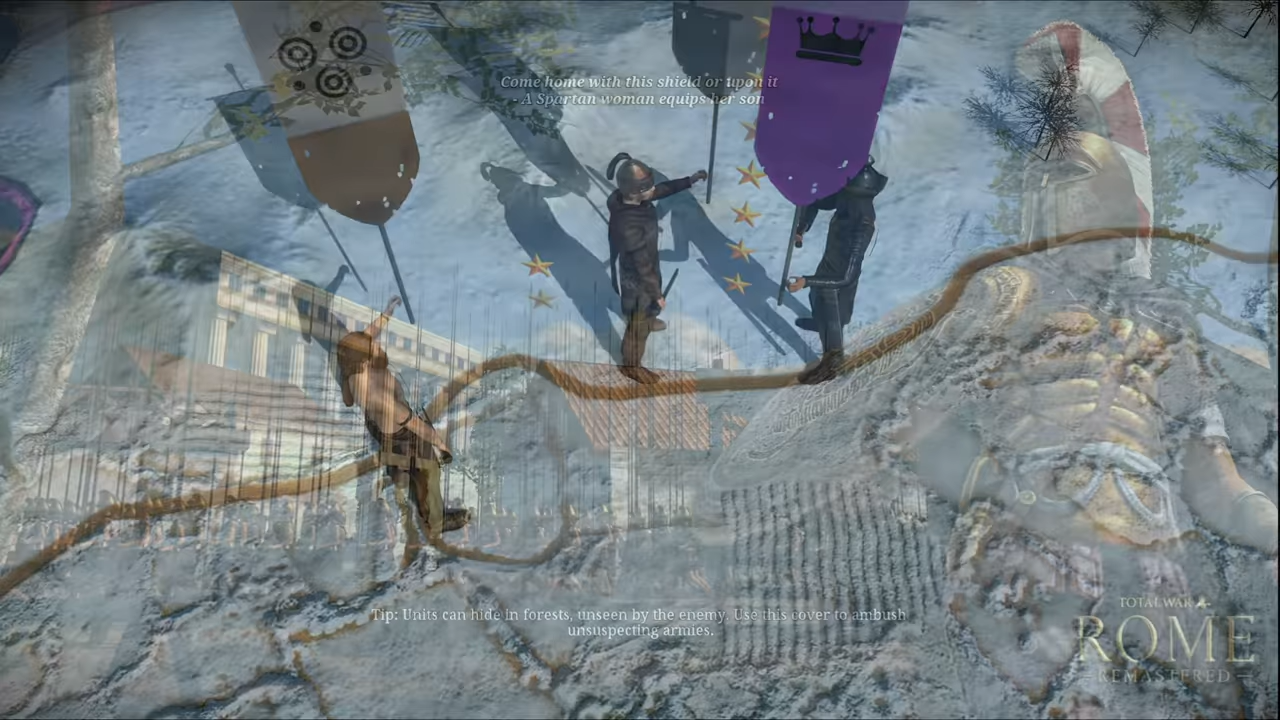 Come home with this shield or upon it
- A Spartan woman equips her son
Tip: Units can hide in forests, unseen by the enemy. Use this cover to ambush
unsuspecting armies.
TOTAL WAR
ROME
REMASTERED